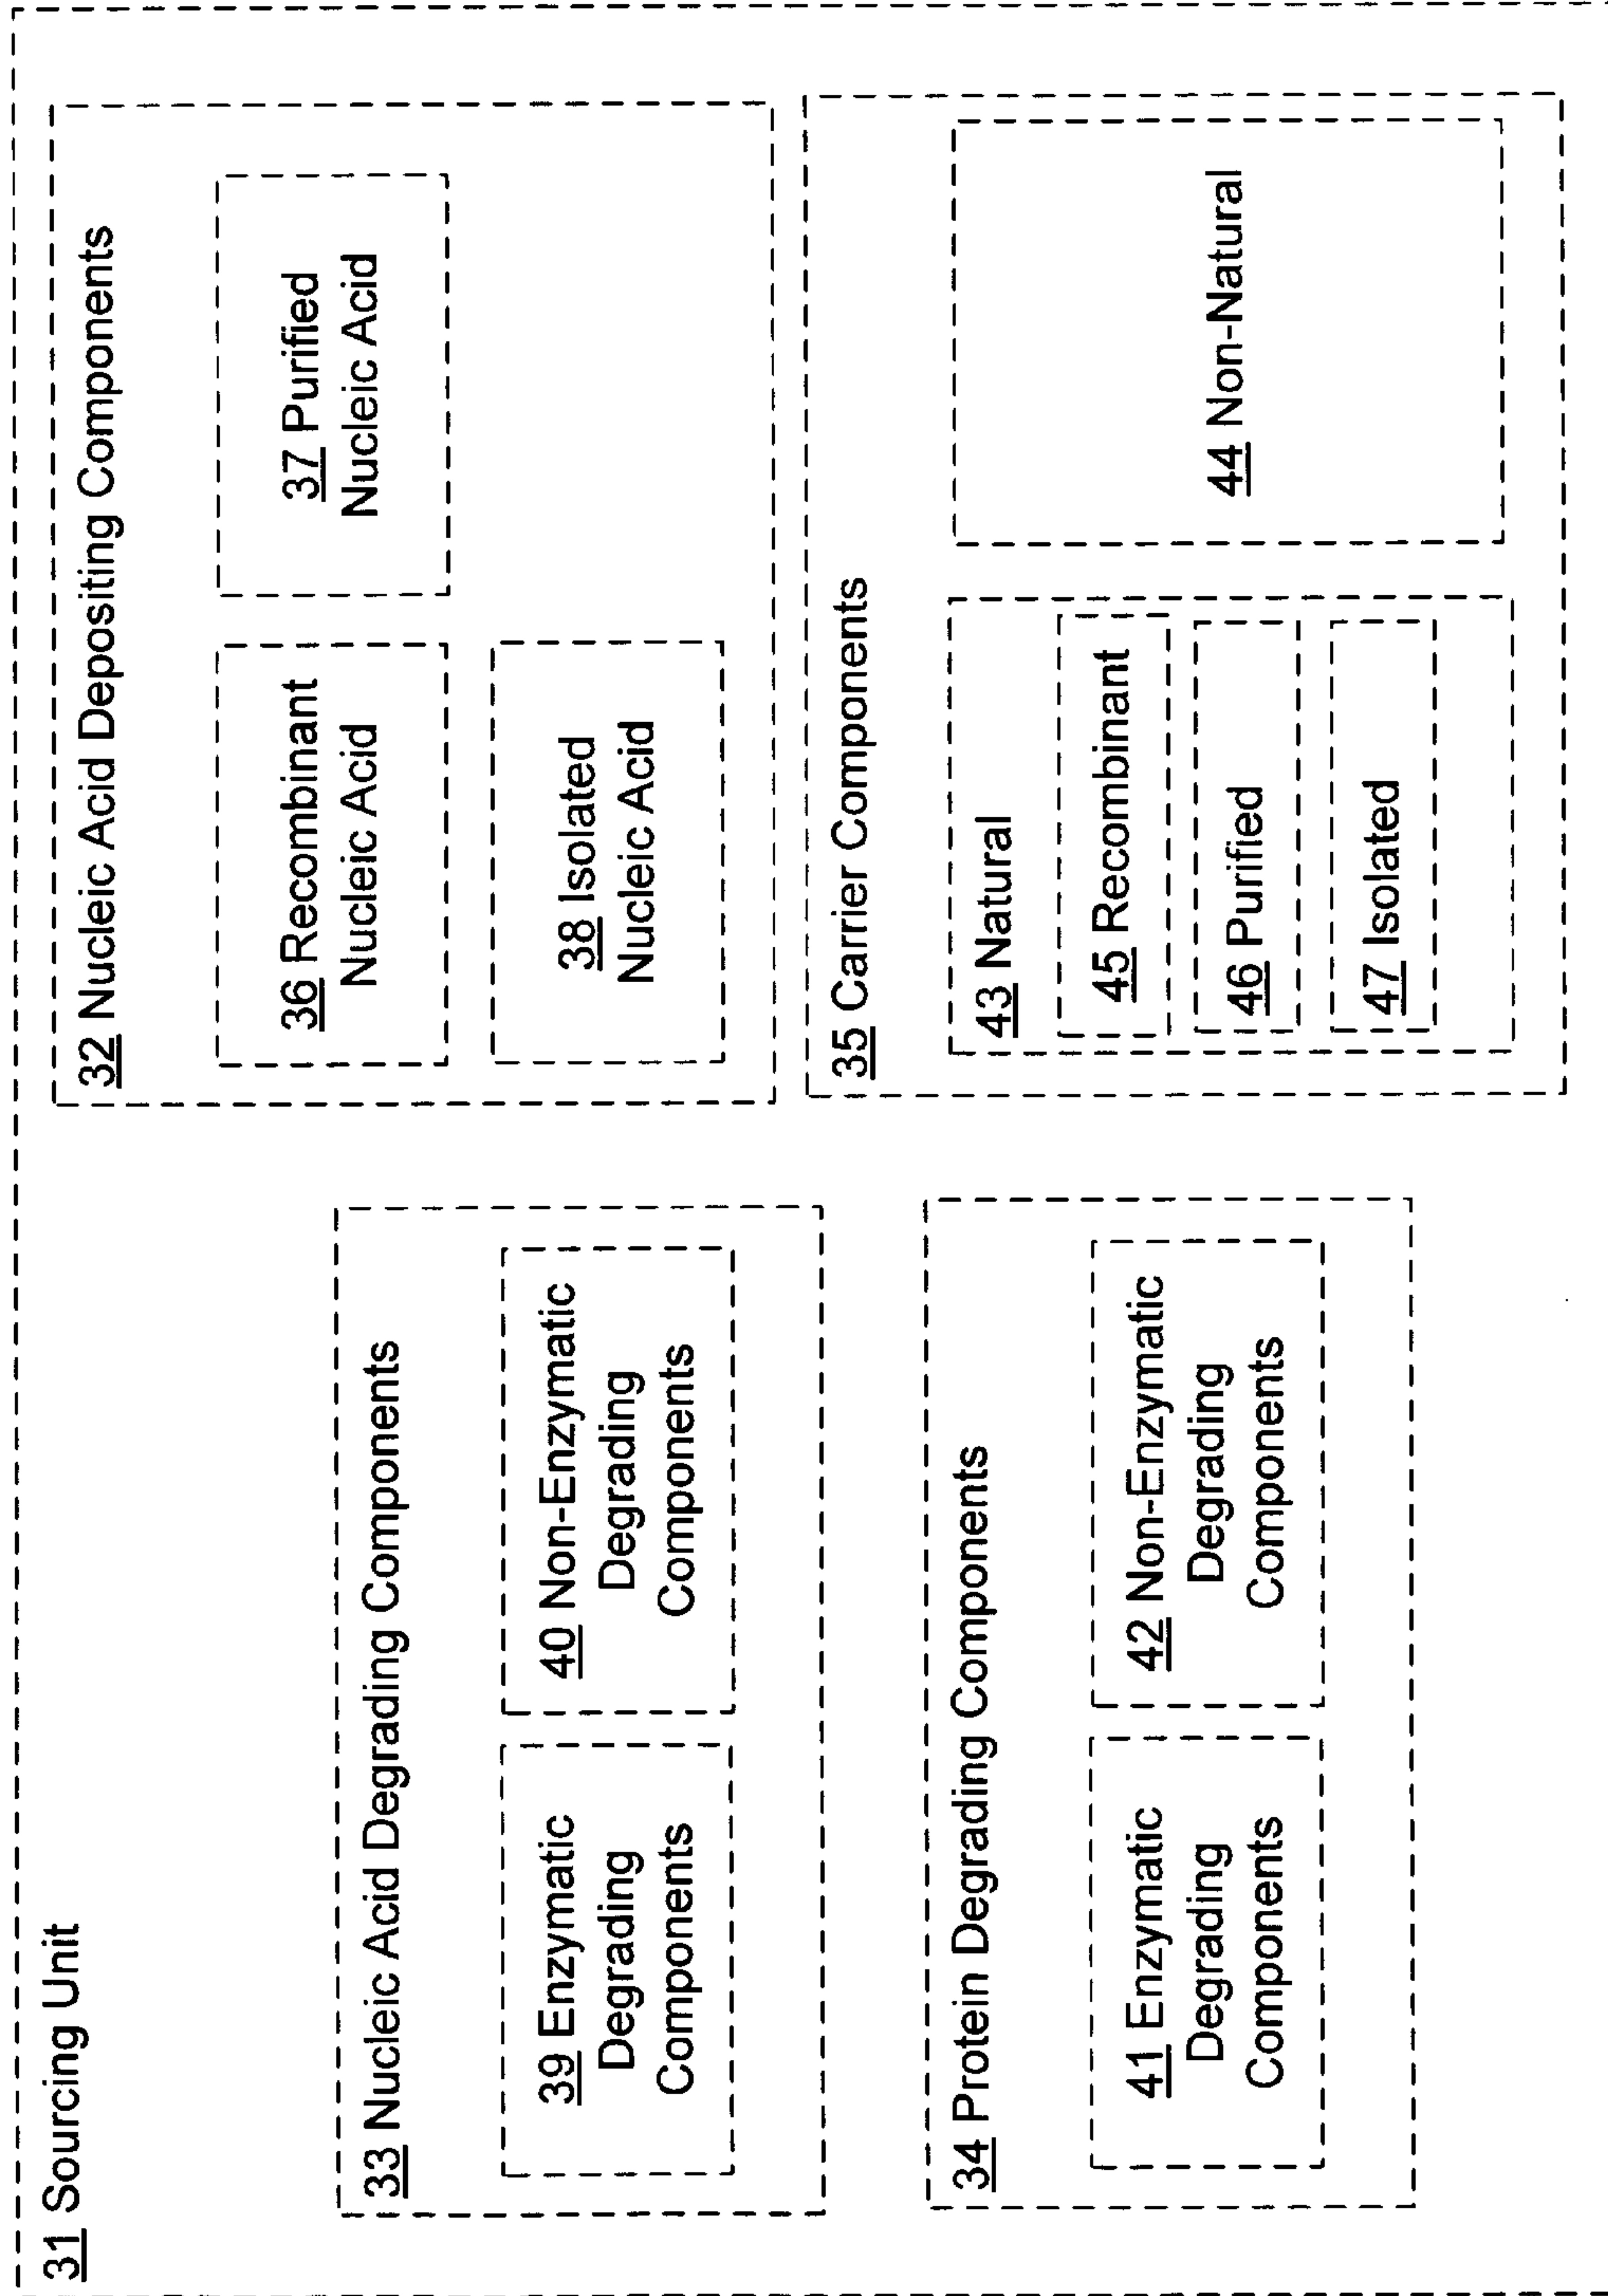 31 Sourcing Unit
33 Nucleic Acid Degrading Components
39 Enzymatic
Degrading
Components
40 Non-Enzymatic
Degrading
Components
34 Protein Degrading Components
41 Enzymatic
Degrading
Components
42 Non-Enzymatic
Degrading
Components
32 Nucleic Acid Depositing Components
36 Recombinant
Nucleic Acid
37 Purified
Nucleic Acid
38 Isolated
Nucleic Acid
35 Carrier Components
43 Natural
45 Recombinant
46 Purified
47 Isolated
44 Non-Natural